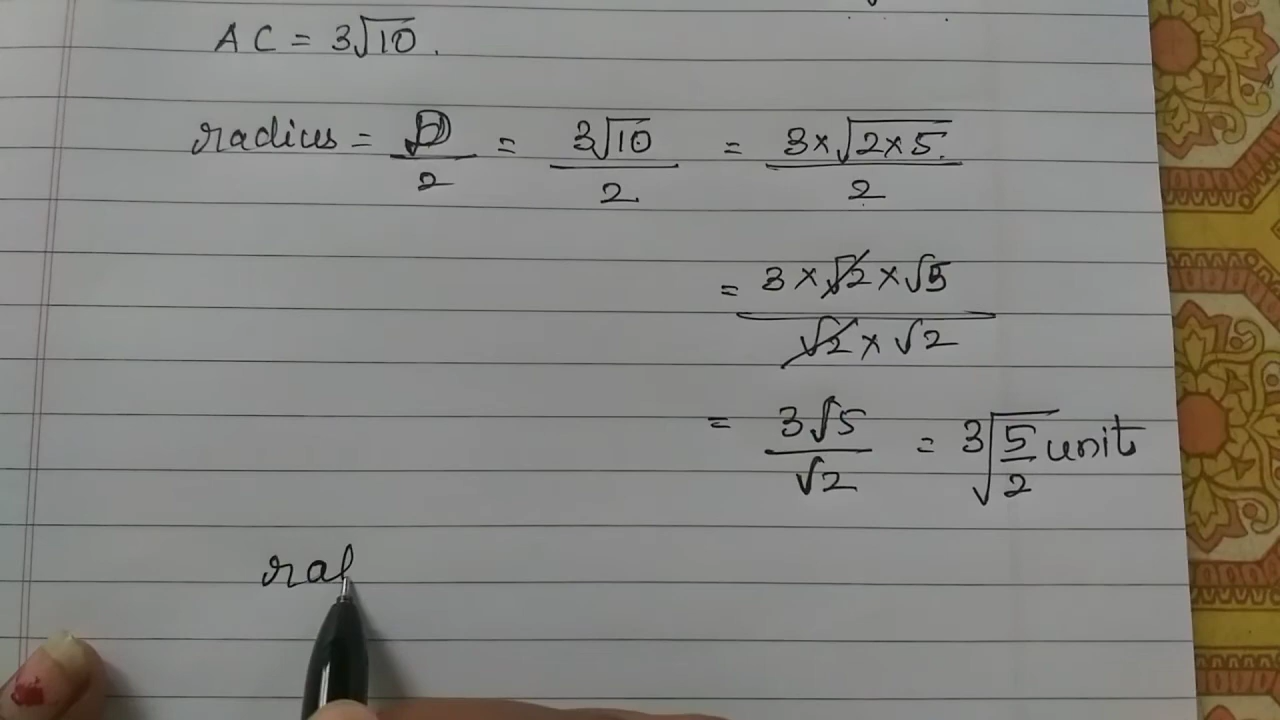 AC = 3√10.
radius = D/2 = 3√10/2 = 3×√2×5/2
= 3×√2×√5/√2×√2
= 3√5/√2 = 3√5/2 unit
rad